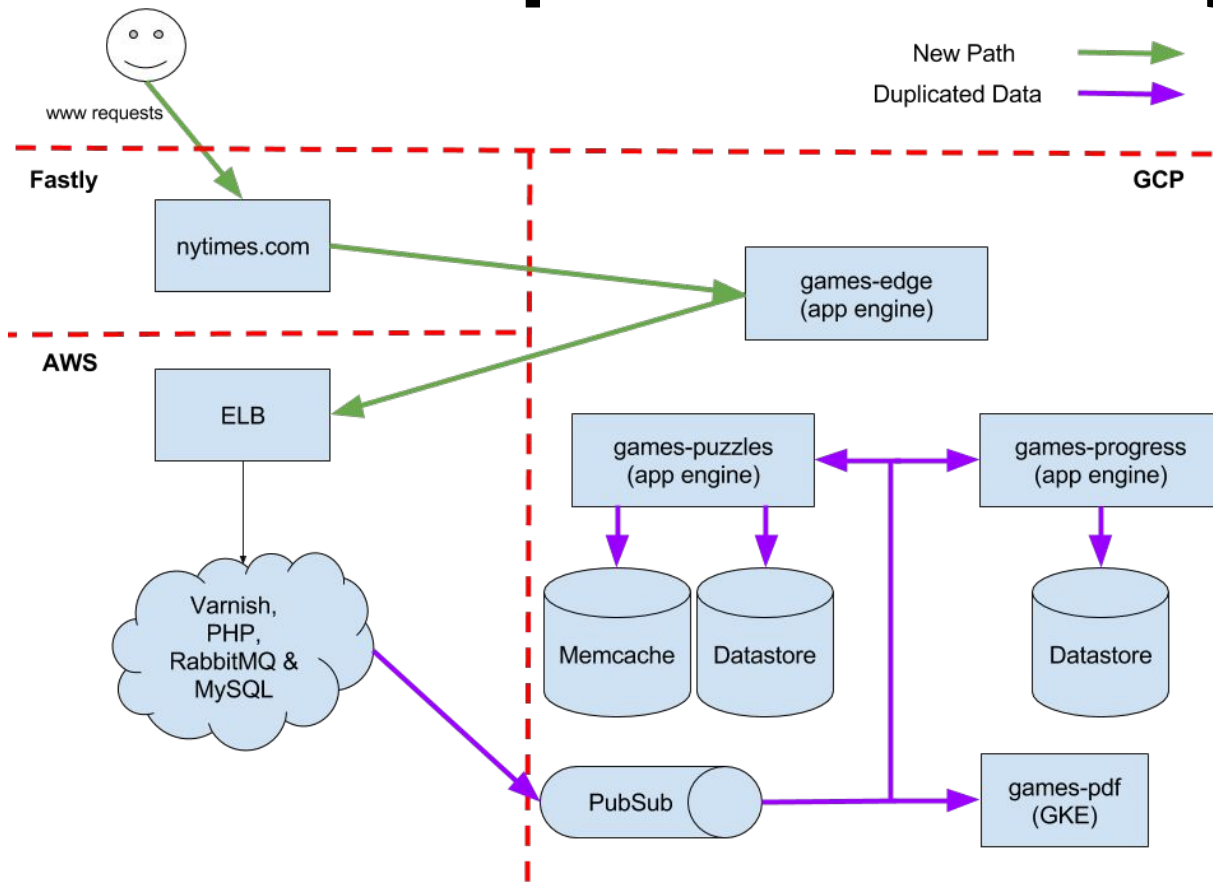 New Path
Duplicated Data
www requests
Fastly
GCP
nytimes.com
games-edge
(app engine)
AWS
ELB
games-puzzles
(app engine)
games-progress
(app engine)
Varnish,
PHP,
RabbitMQ &
MySQL
Memcache
Datastore
Datastore
PubSub
games-pdf
(GKE)